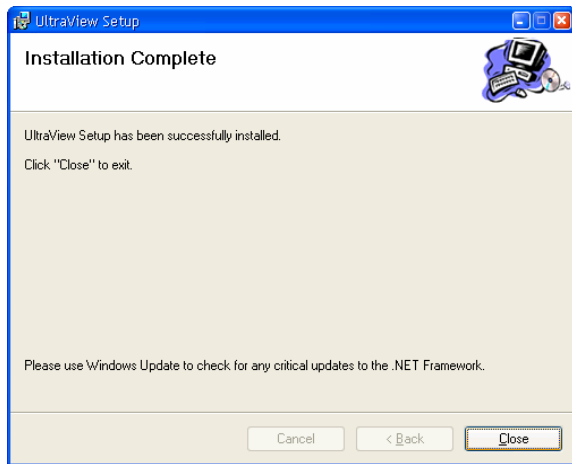 UltraView Setup
Installation Complete
UltraView Setup has been successfully installed.
Click "Close" to exit.
Please use Windows Update to check for any critical updates to the .NET Framework.
Cancel
< Back
Close